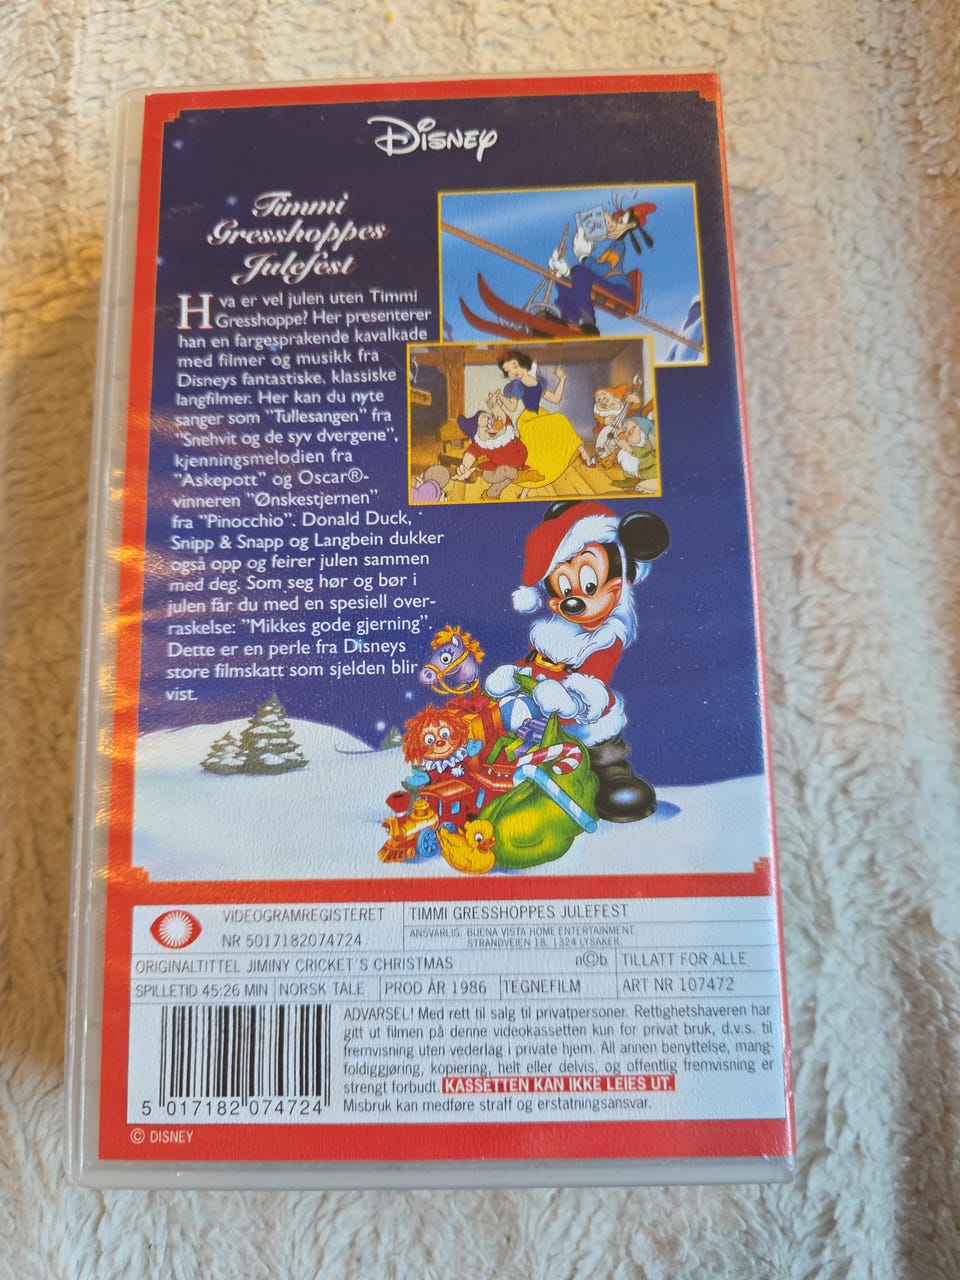 Disney
Timmi
Gresshoppes
Julefest
Hva er vel julen uten Timmi
Gresshoppe? Her presenterer
han en fargesprakende kavalkade
med filmer og musikk fra
Disneys fantastiske, klassiske
langfilmer. Her kan du nyte
sanger som "Tullesangen" fra
"Snehvit og de syv dvergene",
kjenningsmelodien fra
"Askepott" og Oscar®-
vinneren "Ønskestjernen"
fra "Pinocchio". Donald Duck,
Snipp & Snapp og Langbein dukker
også opp og feirer julen sammen
med deg. Som seg hør og bør i
julen får du med en spesiell over-
raskelse: "Mikkes gode gjerning".
Dette er en perle fra Disneys
store filmskatt som sjelden blir
vist.
VIDEOGRAMREGISTERET
NR 5017182074724
TIMMI GRESSHOPPES JULEFEST
ANSVARLIG: BUENA VISTA HOME ENTERTAINMENT.
STRANDVEIEN 18, 1324 LYSAKER.
ORIGINALTITTEL JIMINY CRICKET'S CHRISTMAS
n©b
TILLATT FOR ALLE
SPILLETID 45:26 MIN
NORSK TALE
PROD ÅR 1986
TEGNEFILM
ART NR 107472
ADVARSEL! Med rett til salg til privatpersoner. Rettighetshaveren har
gitt ut filmen på denne videokassetten kun for privat bruk, d.v.s. til
fremvisning uten vederlag i private hjem. All annen benyttelse, mang-
foldiggjøring, kopiering, helt eller delvis, og offentlig fremvisning er
strengt forbudt. KASSETTEN KAN IKKE LEIES UT.
Misbruk kan medføre straff og erstatningsansvar.
5 017182 074724
© DISNEY